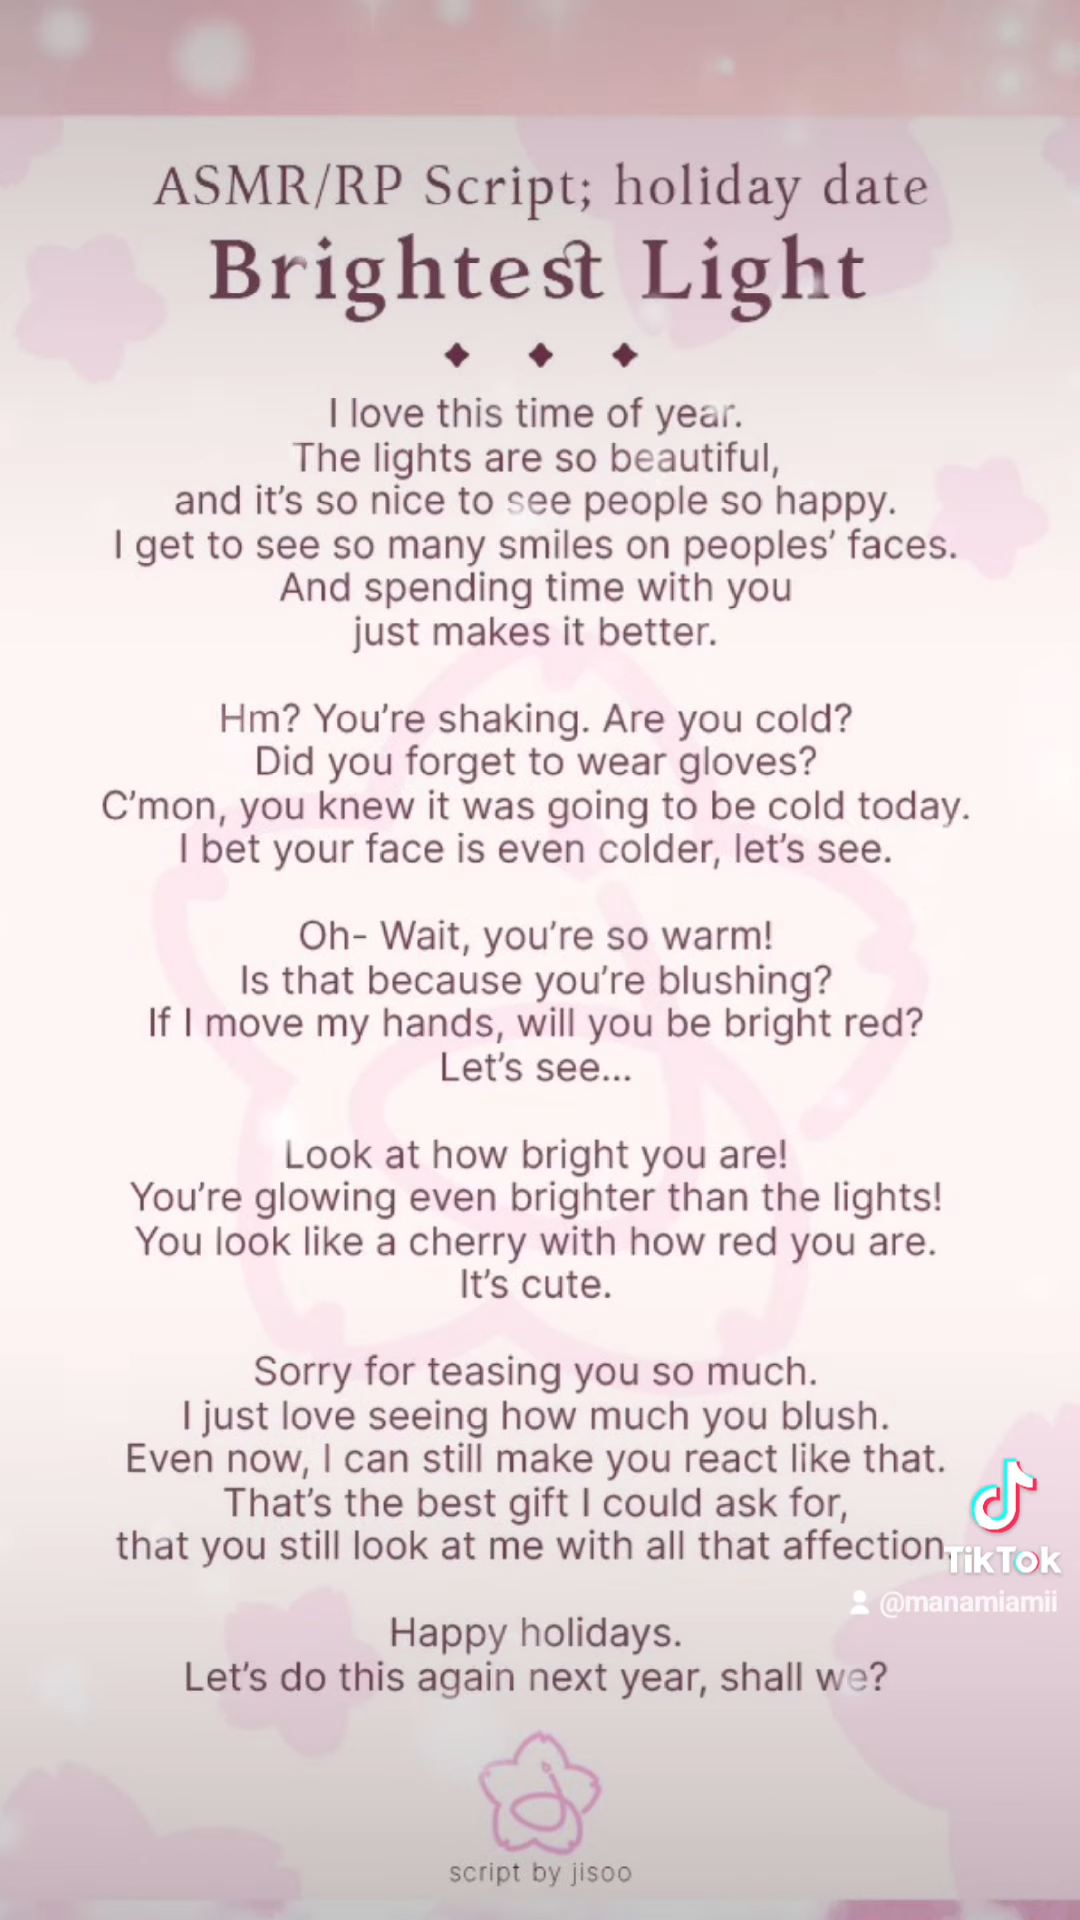 ASMR/RP Script; holiday date
Brightest Light
I love this time of year.
The lights are so beautiful,
and it's so nice to see people so happy.
I get to see so many smiles on peoples' faces.
And spending time with you
just makes it better.
Hm? You're shaking. Are you cold?
Did you forget to wear gloves?
C'mon, you knew it was going to be cold today.
I bet your face is even colder, let's see.
Oh- Wait, you're so warm!
Is that because you're blushing?
If I move my hands, will you be bright red?
Let's see...
Look at how bright you are!
You're glowing even brighter than the lights!
You look like a cherry with how red you are.
It's cute.
Sorry for teasing you so much.
I just love seeing how much you blush.
Even now, I can still make you react like that.
That's the best gift I could ask for,
that you still look at me with all that affection.
TikTok
@manamiamii
Happy holidays.
Let's do this again next year, shall we?
script by jisoo